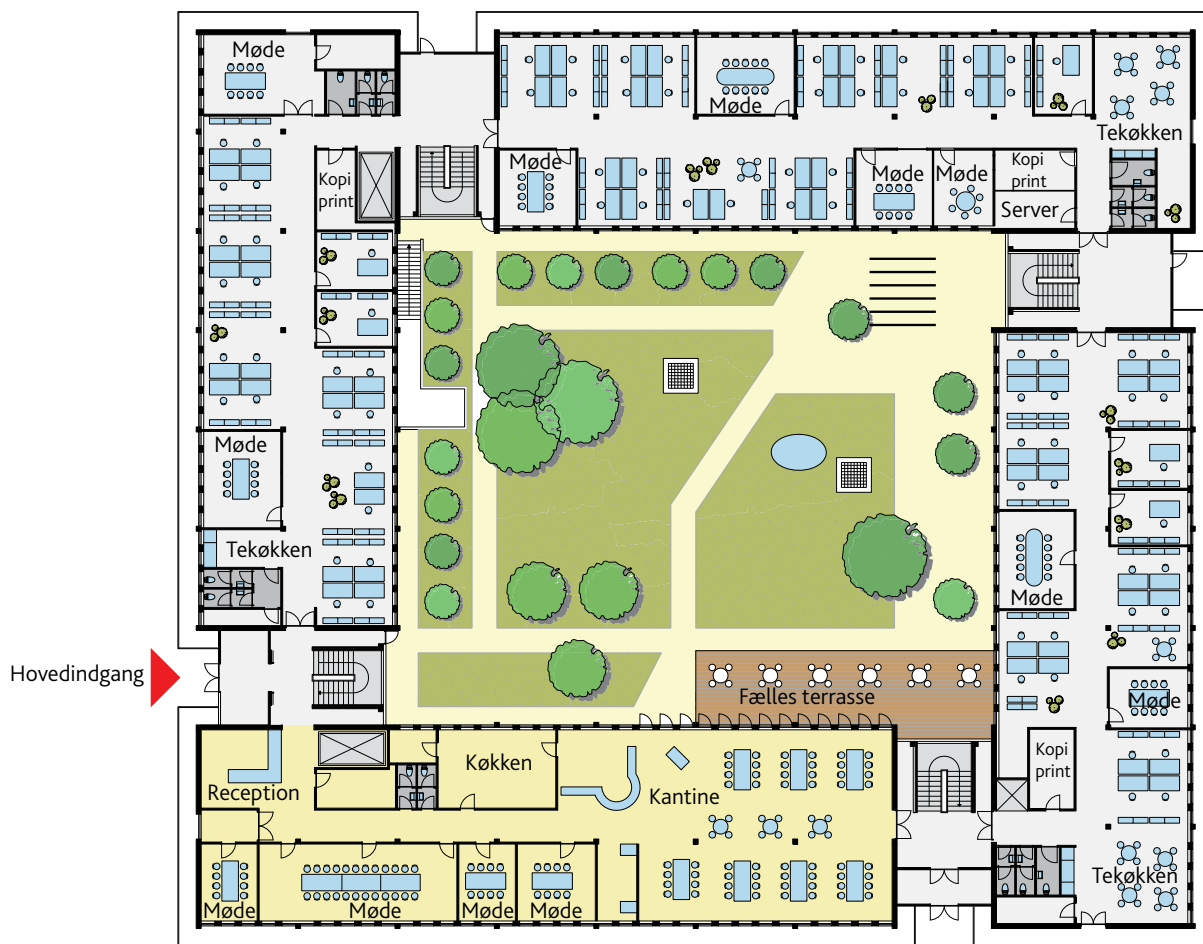 Møde
Møde
Tekøkken
Møde
Møde
Møde
Kopi
print
Kopi
print
Server
Møde
Tekøkken
Møde
Hovedindgang
Fælles terrasse
Møde
Kopi
print
Køkken
Reception
Kantine
Tekøkken
Møde
Møde
Møde
Møde